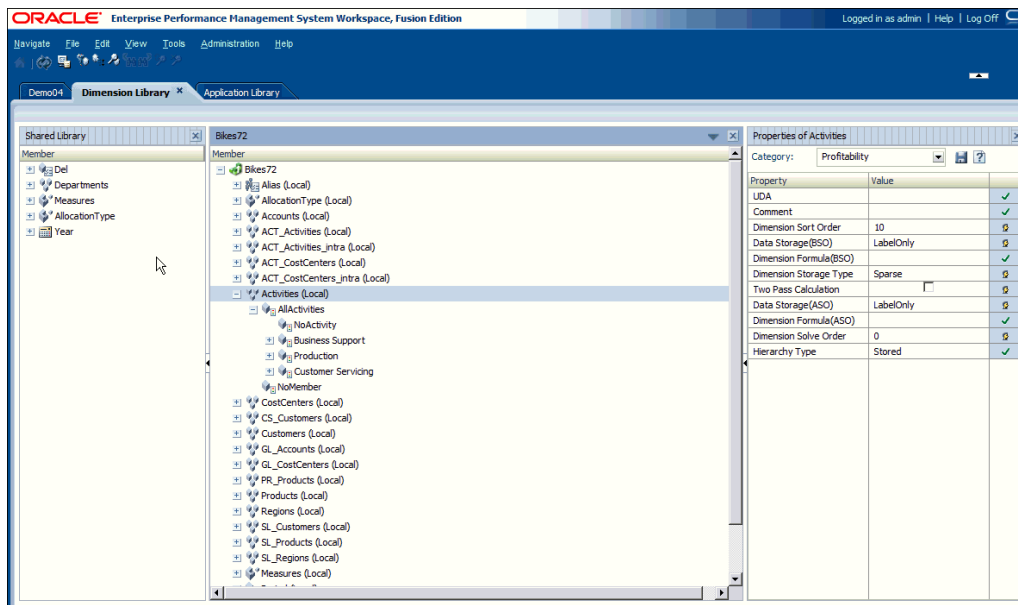 ORACLE Enterprise Performance Management System Workspace, Fusion Edition
Logged in as admin | Help | Log Off
Navigate File Edit View Tools Administration Help
Demo04 Dimension Library × Application Library
Shared Library
Member
Del
Departments
Measures
AllocationType
Year
Bikes72
Member
Bikes72
Alias (Local)
AllocationType (Local)
Accounts (Local)
ACT_Activities (Local)
ACT_Activities_intra (Local)
ACT_CostCenters (Local)
ACT_CostCenters_intra (Local)
Activities (Local)
AllActivities
NoActivity
Business Support
Production
Customer Servicing
NoMember
CostCenters (Local)
CS_Customers (Local)
Customers (Local)
GL_Accounts (Local)
GL_CostCenters (Local)
PR_Products (Local)
Products (Local)
Regions (Local)
SL_Customers (Local)
SL_Products (Local)
SL_Regions (Local)
Measures (Local)
Properties of Activities
Category: Profitability
Property Value
UDA
Comment
Dimension Sort Order 10
Data Storage(BSO) LabelOnly
Dimension Formula(BSO)
Dimension Storage Type Sparse
Two Pass Calculation
Data Storage(ASO) LabelOnly
Dimension Formula(ASO)
Dimension Solve Order 0
Hierarchy Type Stored